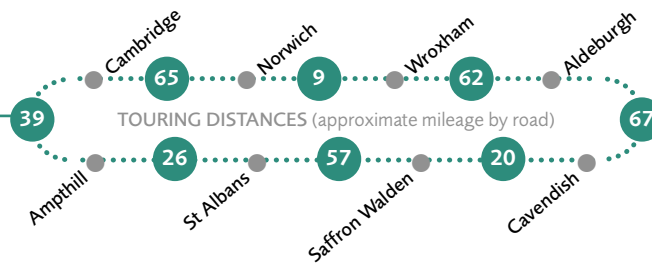 Cambridge
Norwich
Wroxham
Aldeburgh
65
9
62
39
TOURING DISTANCES (approximate mileage by road)
67
26
57
20
Ampthill
St Albans
Saffron Walden
Cavendish